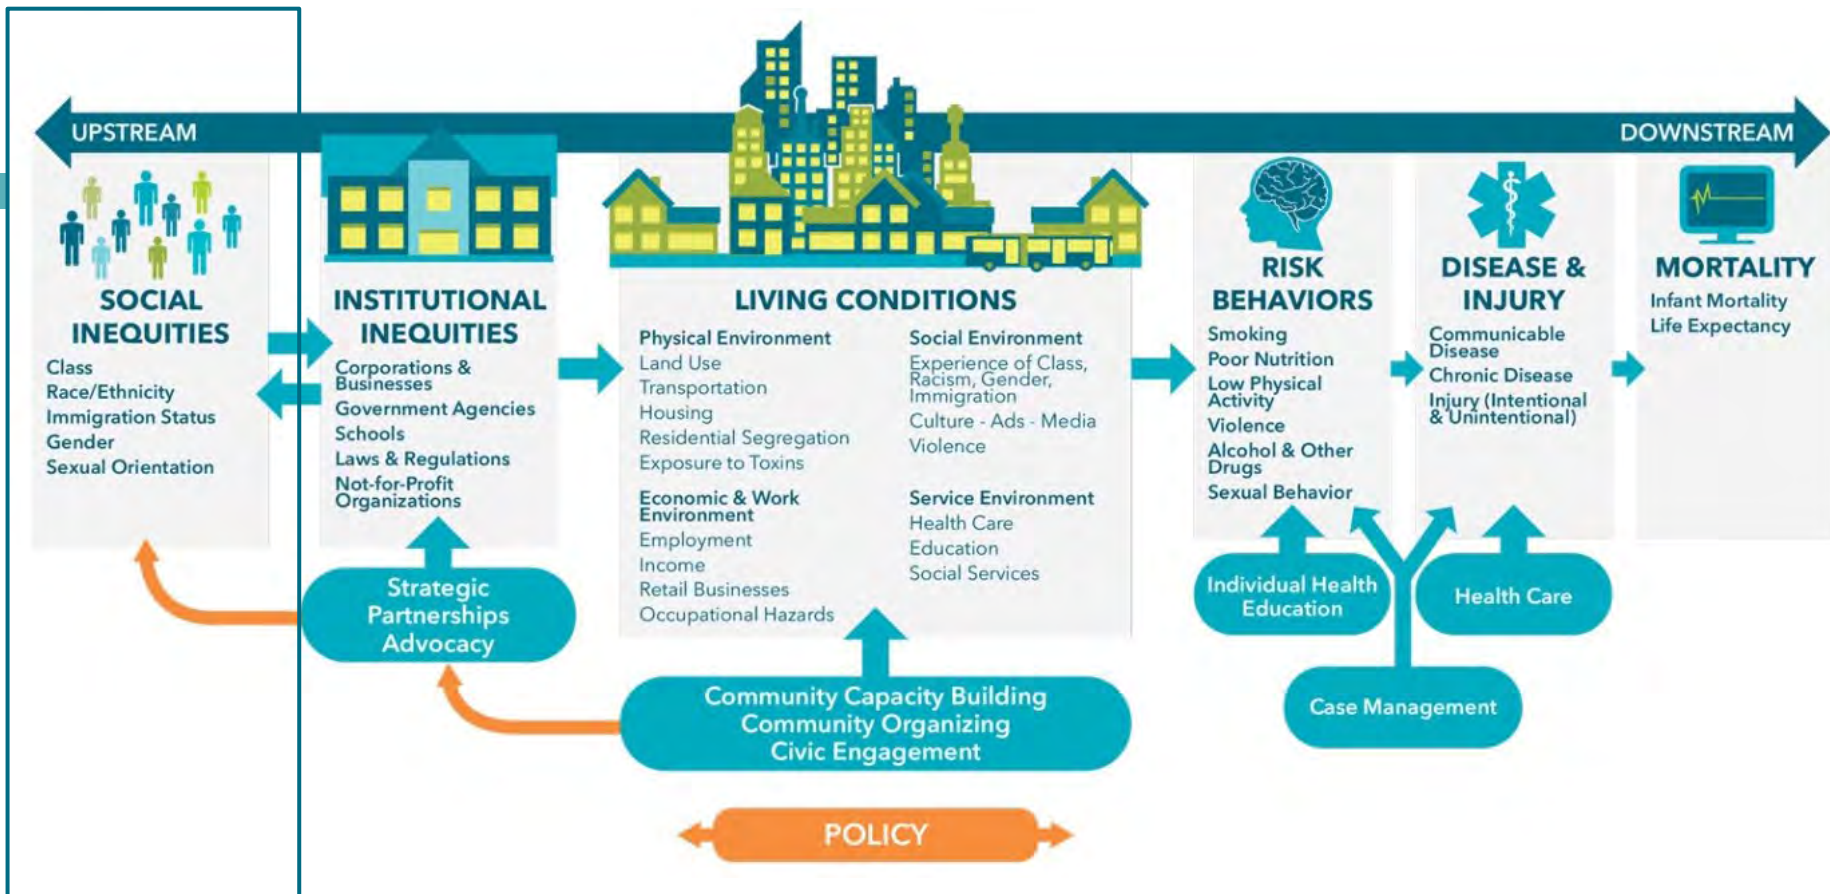 UPSTREAM
DOWNSTREAM
SOCIAL
INEQUITIES
Class
Race/Ethnicity
Immigration Status
Gender
Sexual Orientation
INSTITUTIONAL
INEQUITIES
Corporations &
Businesses
Government Agencies
Schools
Laws & Regulations
Not-for-Profit
Organizations
LIVING CONDITIONS
Physical Environment
Land Use
Transportation
Housing
Residential Segregation
Exposure to Toxins
Economic & Work
Environment
Employment
Income
Retail Businesses
Occupational Hazards
Social Environment
Experience of Class,
Racism, Gender,
Immigration
Culture - Ads - Media
Violence
Service Environment
Health Care
Education
Social Services
RISK
BEHAVIORS
Smoking
Poor Nutrition
Low Physical
Activity
Violence
Alcohol & Other
Drugs
Sexual Behavior
DISEASE &
INJURY
Communicable
Disease
Chronic Disease
Injury (Intentional
& Unintentional)
MORTALITY
Infant Mortality
Life Expectancy
Strategic
Partnerships
Advocacy
Community Capacity Building
Community Organizing
Civic Engagement
Individual Health
Education
Health Care
Case Management
POLICY